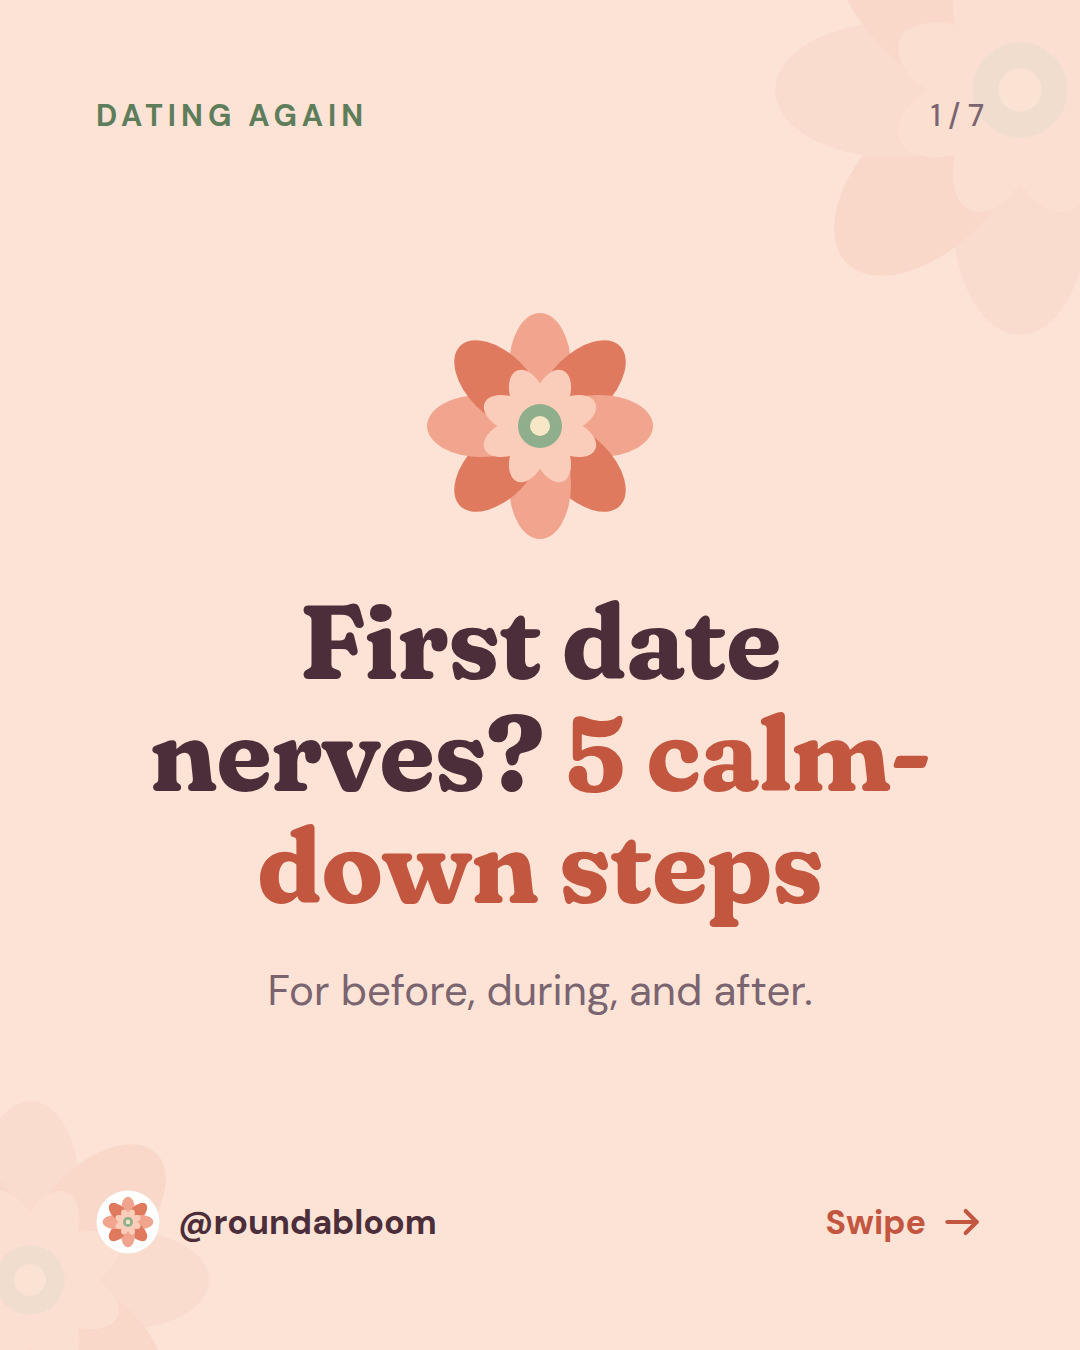 DATING AGAIN
1 / 7
First date
nerves? 5 calm-
down steps
For before, during, and after.
@roundabloom
Swipe →